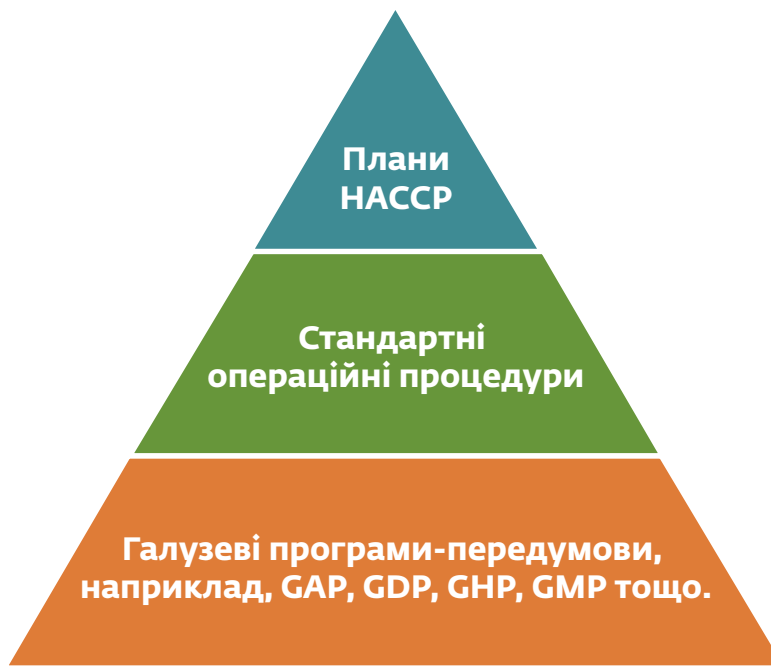 Плани
НАССР
Стандартні
операційні процедури
Галузеві програми-передумови,
наприклад, GAP, GDP, GHP, GMP тощо.